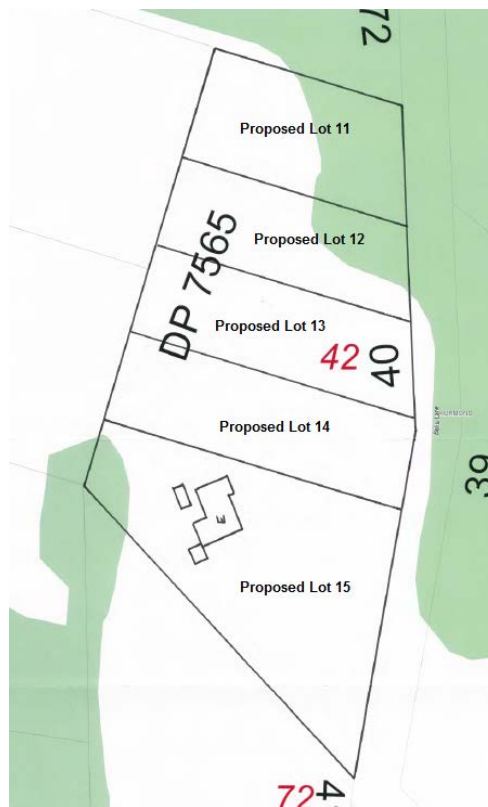 72
Proposed Lot 11
Proposed Lot 12
DP 7565
Proposed Lot 13
42
40
Proposed Lot 14
39
E
Proposed Lot 15
72